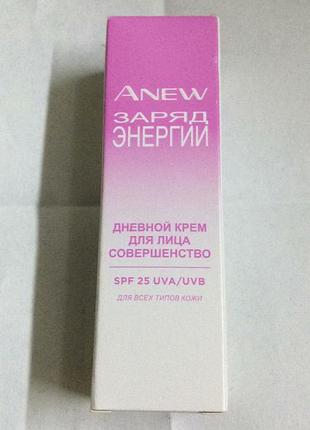 ANEW
ЗАРЯД
ЭНЕРГИИ
ДНЕВНОЙ КРЕМ
ДЛЯ ЛИЦА
СОВЕРШЕНСТВО
SPF 25 UVA/UVB
ДЛЯ ВСЕХ ТИПОВ КОЖИ